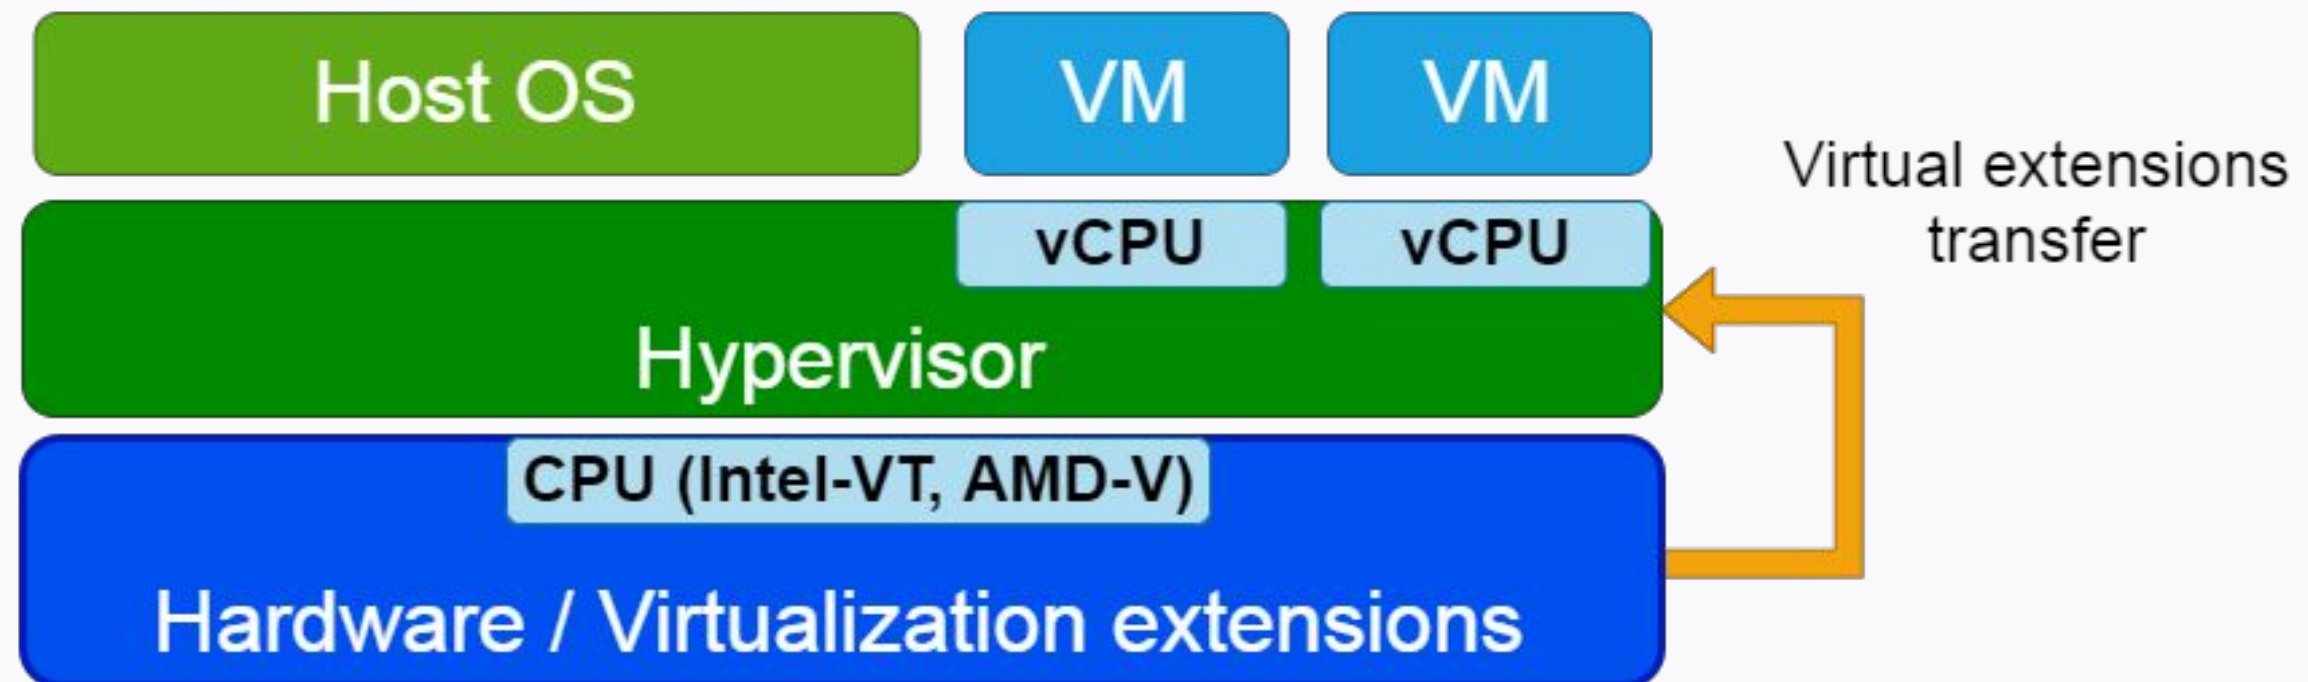 Host OS
VM
VM
Virtual extensions
transfer
vCPU
vCPU
Hypervisor
CPU (Intel-VT, AMD-V)
Hardware / Virtualization extensions